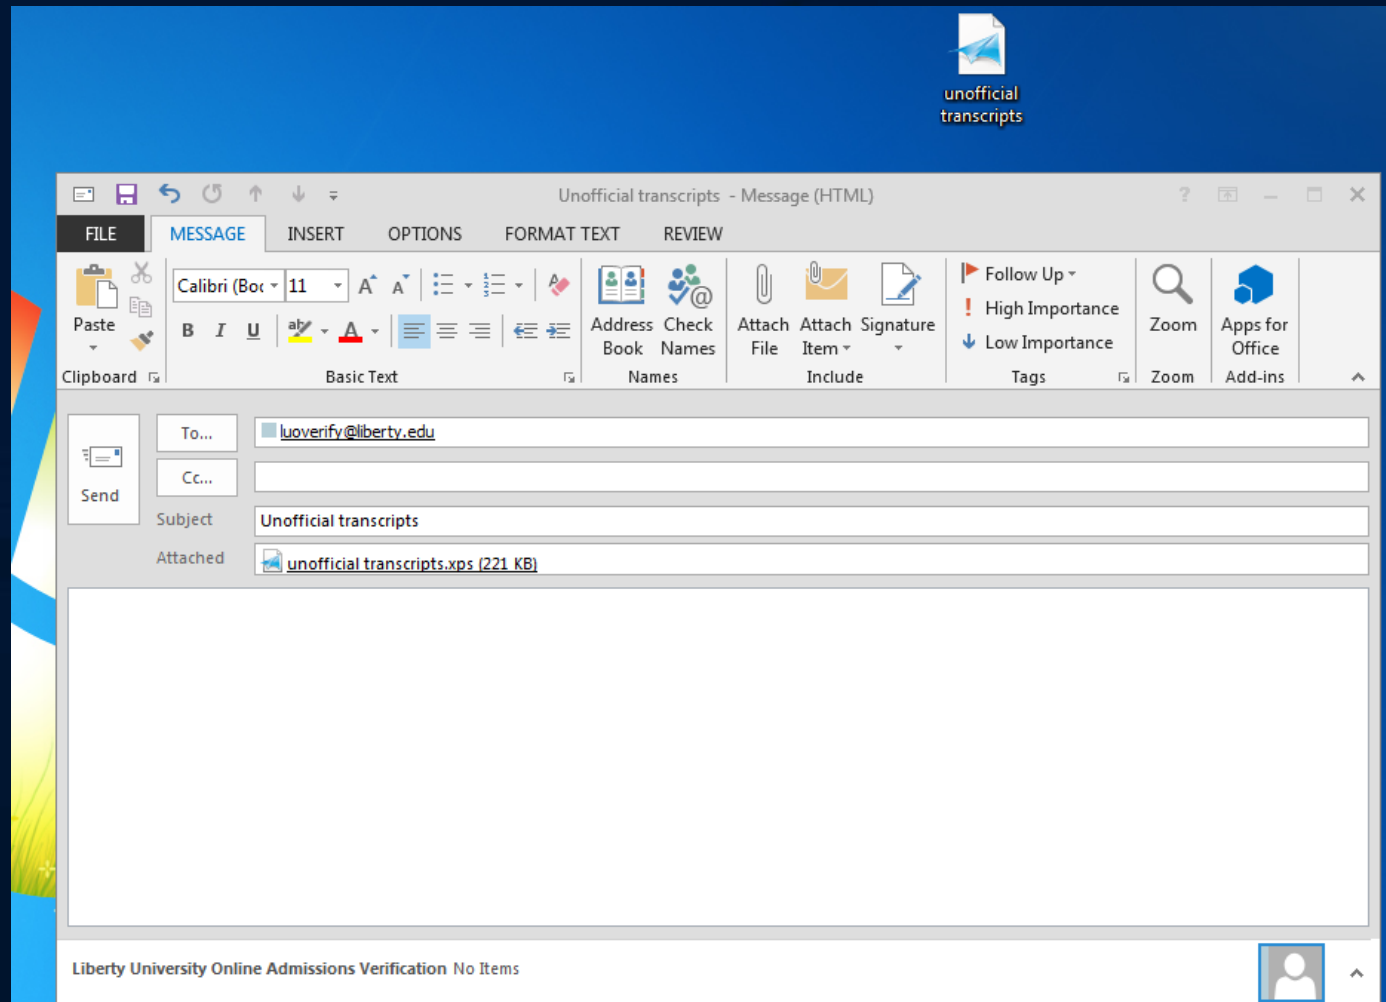 unofficial
transcripts
Unofficial transcripts - Message (HTML)
?
FILE MESSAGE INSERT OPTIONS FORMAT TEXT REVIEW
Paste
Clipboard
Calibri (Boc 11 A A
B I U aby A
Basic Text
Address Book
Check Names
Names
Attach File
Attach Item
Signature
Include
Follow Up
! High Importance
Low Importance
Tags
Zoom
Zoom
Apps for Office
Add-ins
Send
To... luoverify@liberty.edu
Cc...
Subject Unofficial transcripts
Attached unofficial transcripts.xps (221 KB)
Liberty University Online Admissions Verification No Items